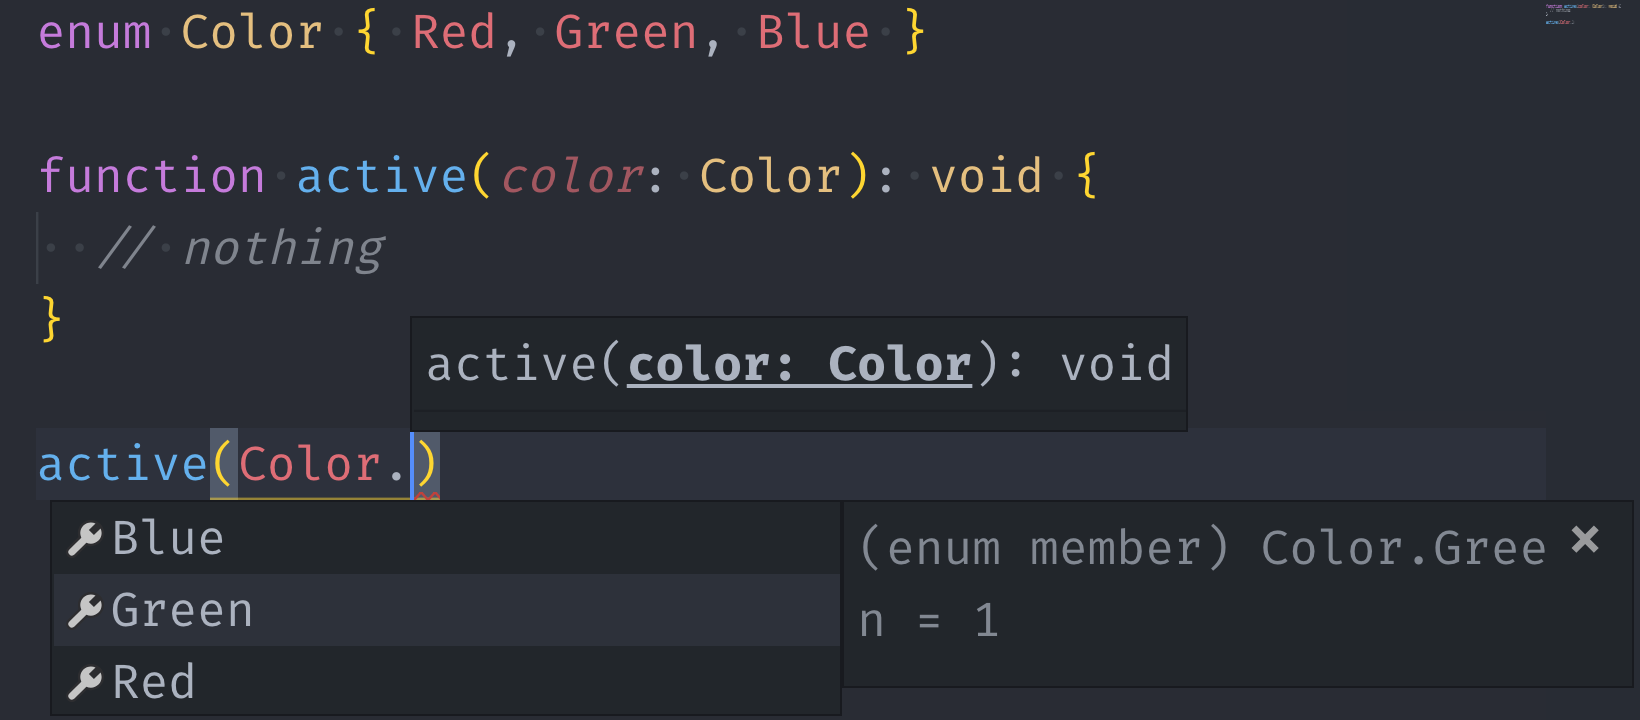 enum Color { Red, Green, Blue }
function active(color: Color): void {
// nothing
}
active(color: Color): void
active(Color.)
Blue
Green
Red
(enum member) Color.Gree
n = 1